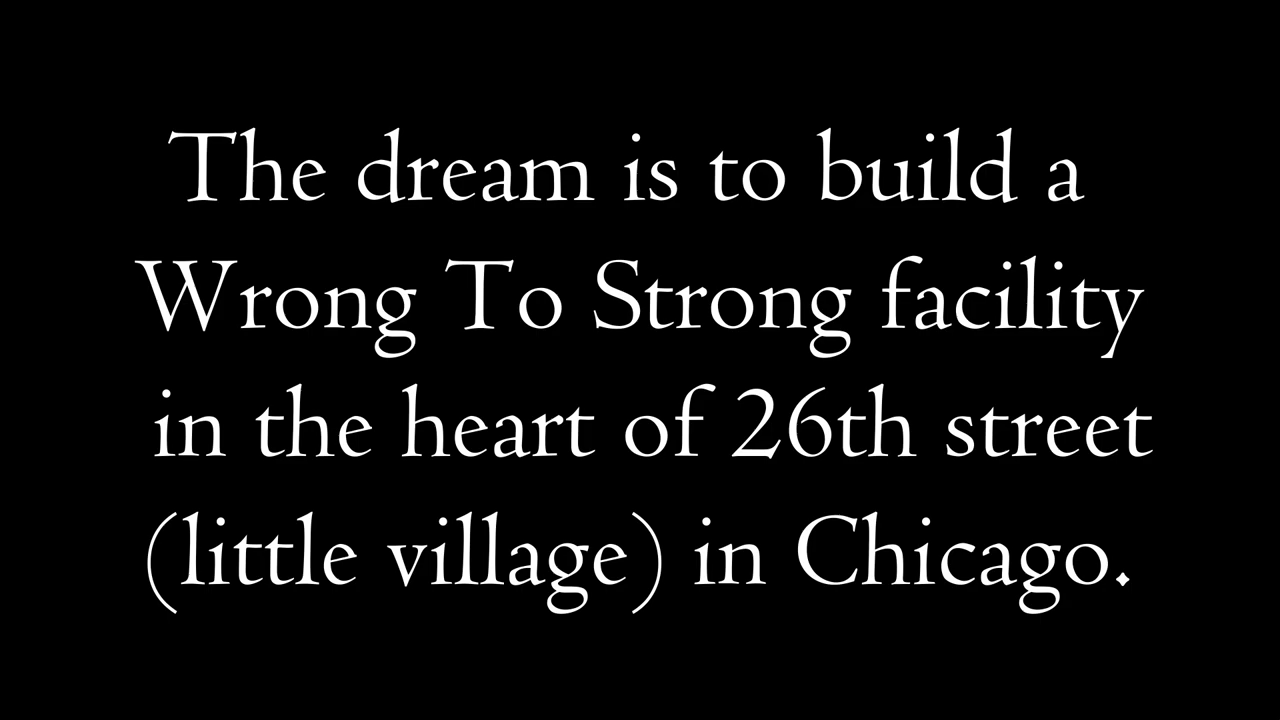 The dream is to build a
Wrong To Strong facility
in the heart of 26th street
(little village) in Chicago.